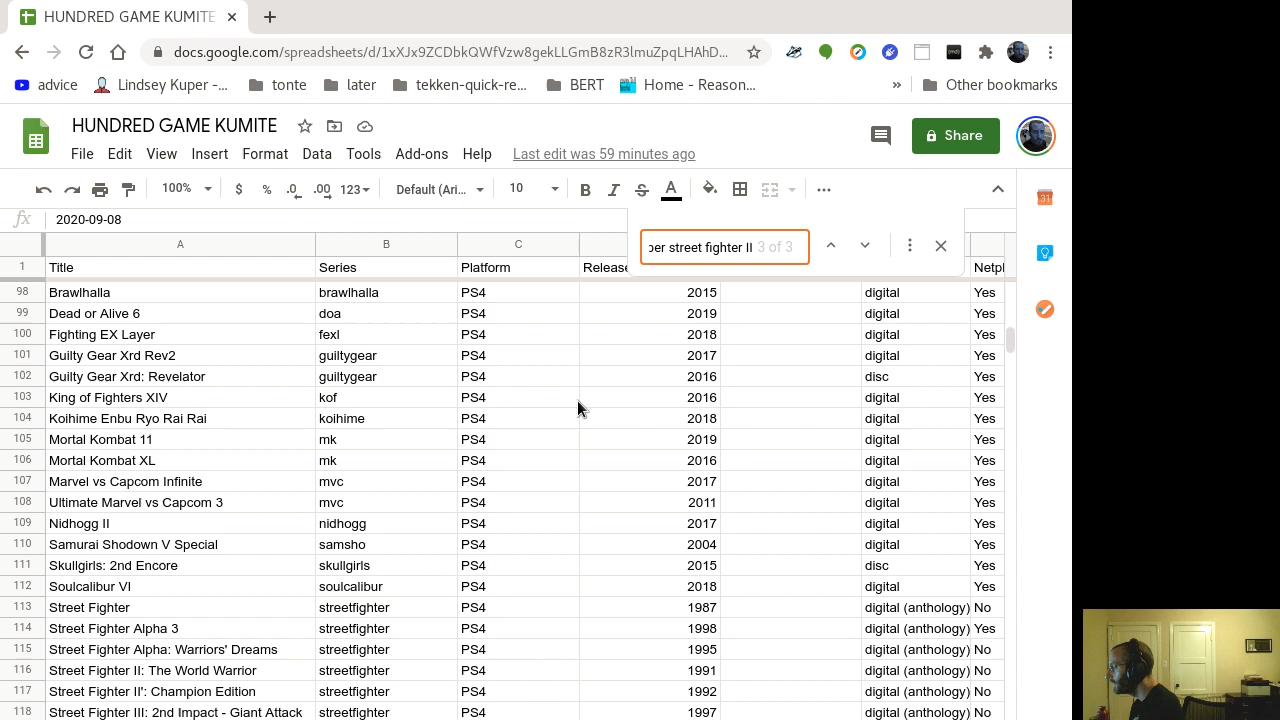 HUNDRED GAME KUMITE
docs.google.com/spreadsheets/d/1xXJx9ZCDbkQWfVzw8gekLLGmB8zR3lmuZpqLHAhD...
advice Lindsey Kuper -... tonte later tekken-quick-re... BERT Home - Reason... » Other bookmarks
HUNDRED GAME KUMITE
Share
File Edit View Insert Format Data Tools Add-ons Help Last edit was 59 minutes ago
100% $ % .0 .00 123 Default (Ari... 10 B I S A
fx 2020-09-08
per street fighter II 3 of 3
A B C
1 Title Series Platform Release Netpl
98 Brawlhalla brawlhalla PS4 2015 digital Yes
99 Dead or Alive 6 doa PS4 2019 digital Yes
100 Fighting EX Layer fexl PS4 2018 digital Yes
101 Guilty Gear Xrd Rev2 guiltygear PS4 2017 digital Yes
102 Guilty Gear Xrd: Revelator guiltygear PS4 2016 disc Yes
103 King of Fighters XIV kof PS4 2016 digital Yes
104 Koihime Enbu Ryo Rai Rai koihime PS4 2018 digital Yes
105 Mortal Kombat 11 mk PS4 2019 digital Yes
106 Mortal Kombat XL mk PS4 2016 digital Yes
107 Marvel vs Capcom Infinite mvc PS4 2017 digital Yes
108 Ultimate Marvel vs Capcom 3 mvc PS4 2011 digital Yes
109 Nidhogg II nidhogg PS4 2017 digital Yes
110 Samurai Shodown V Special samsho PS4 2004 digital Yes
111 Skullgirls: 2nd Encore skullgirls PS4 2015 disc Yes
112 Soulcalibur VI soulcalibur PS4 2018 digital Yes
113 Street Fighter streetfighter PS4 1987 digital (anthology) No
114 Street Fighter Alpha 3 streetfighter PS4 1998 digital (anthology) Yes
115 Street Fighter Alpha: Warriors' Dreams streetfighter PS4 1995 digital (anthology) No
116 Street Fighter II: The World Warrior streetfighter PS4 1991 digital (anthology) No
117 Street Fighter II': Champion Edition streetfighter PS4 1992 digital (anthology) No
118 Street Fighter III: 2nd Impact - Giant Attack streetfighter PS4 1997 digital (anthology) No